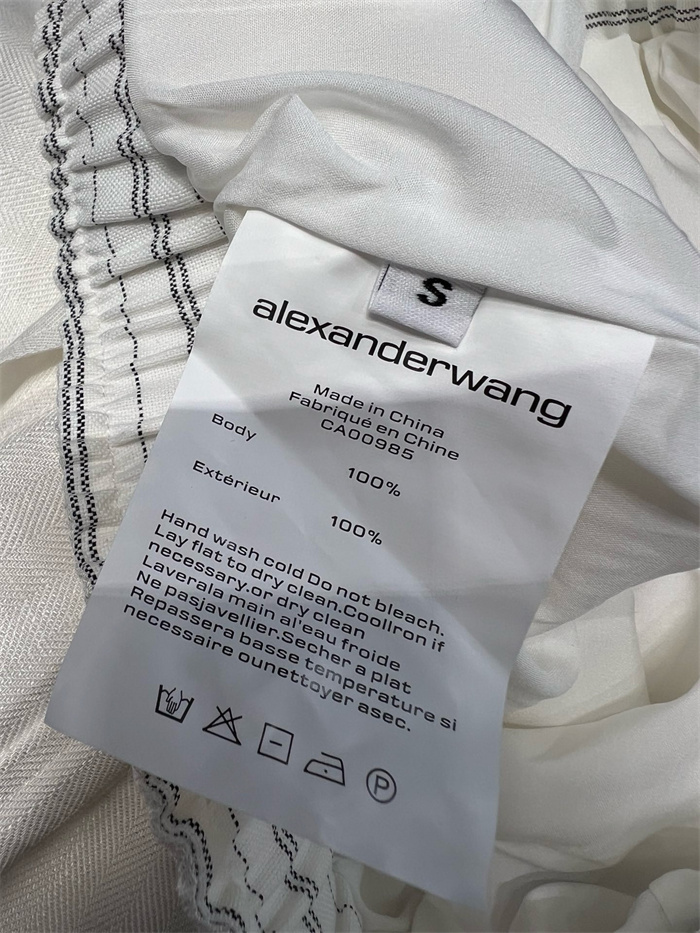 S
alexanderwang
Made in China
Fabriqué en Chine
CA00985
Body
100%
Extérieur
100%
Hand wash cold Do not bleach.
Lay flat to dry clean.CoolIron if
necessary.or dry clean
Laverala main al'eau froide
Ne pasjavellier.Secher a plat
Repassera basse temperature si
necessaire ounettoyer asec.
P